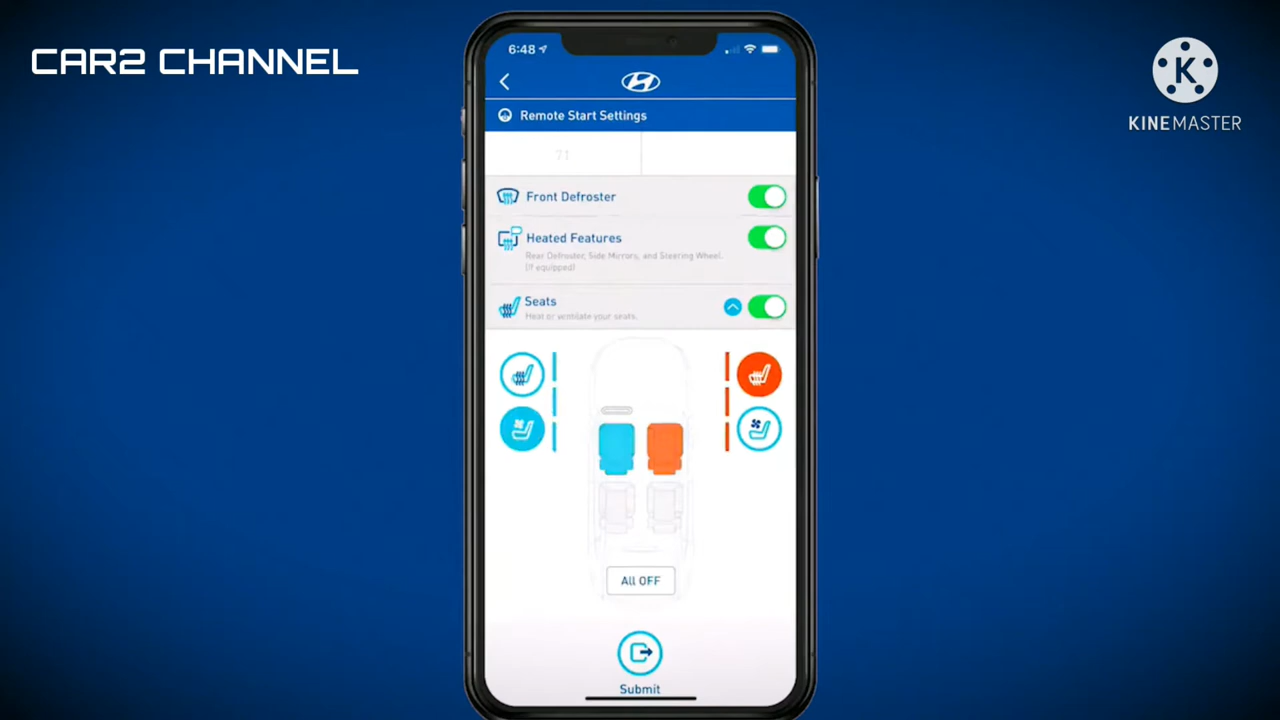 CAR2 CHANNEL
K
KINEMASTER
6:48
Remote Start Settings
71
Front Defroster
Heated Features
Rear Defroster, Side Mirrors, and Steering Wheel.
(if equipped)
Seats
Heat or ventilate your seats.
All OFF
Submit